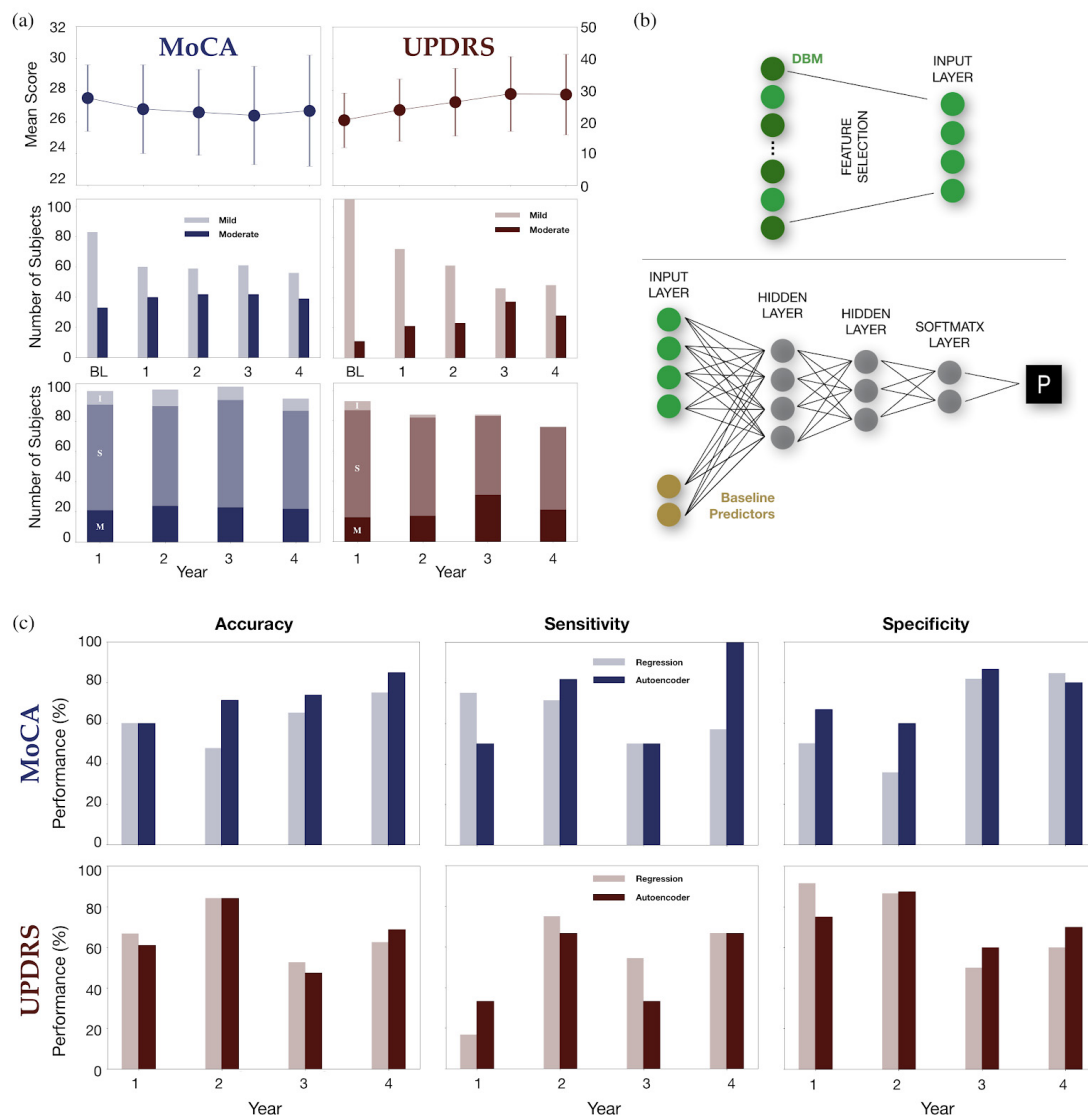 (a)
MoCA
UPDRS
Mean Score
32
30
28
26
24
22
50
40
30
20
10
0
Number of Subjects
100
80
60
40
20
0
Mild
Moderate
Mild
Moderate
BL 1 2 3 4
BL 1 2 3 4
Number of Subjects
100
80
60
40
20
0
I
S
M
I
S
M
1 2 3 4
1 2 3 4
Year
Year
(b)
DBM
INPUT
LAYER
FEATURE
SELECTION
INPUT
LAYER
HIDDEN
LAYER
HIDDEN
LAYER
SOFTMATX
LAYER
P
Baseline
Predictors
(c)
Accuracy
Sensitivity
Specificity
MoCA
Performance (%)
100
80
60
40
20
0
Regression
Autoencoder
UPDRS
Performance (%)
100
80
60
40
20
0
Regression
Autoencoder
1 2 3 4
1 2 3 4
1 2 3 4
Year
Year
Year